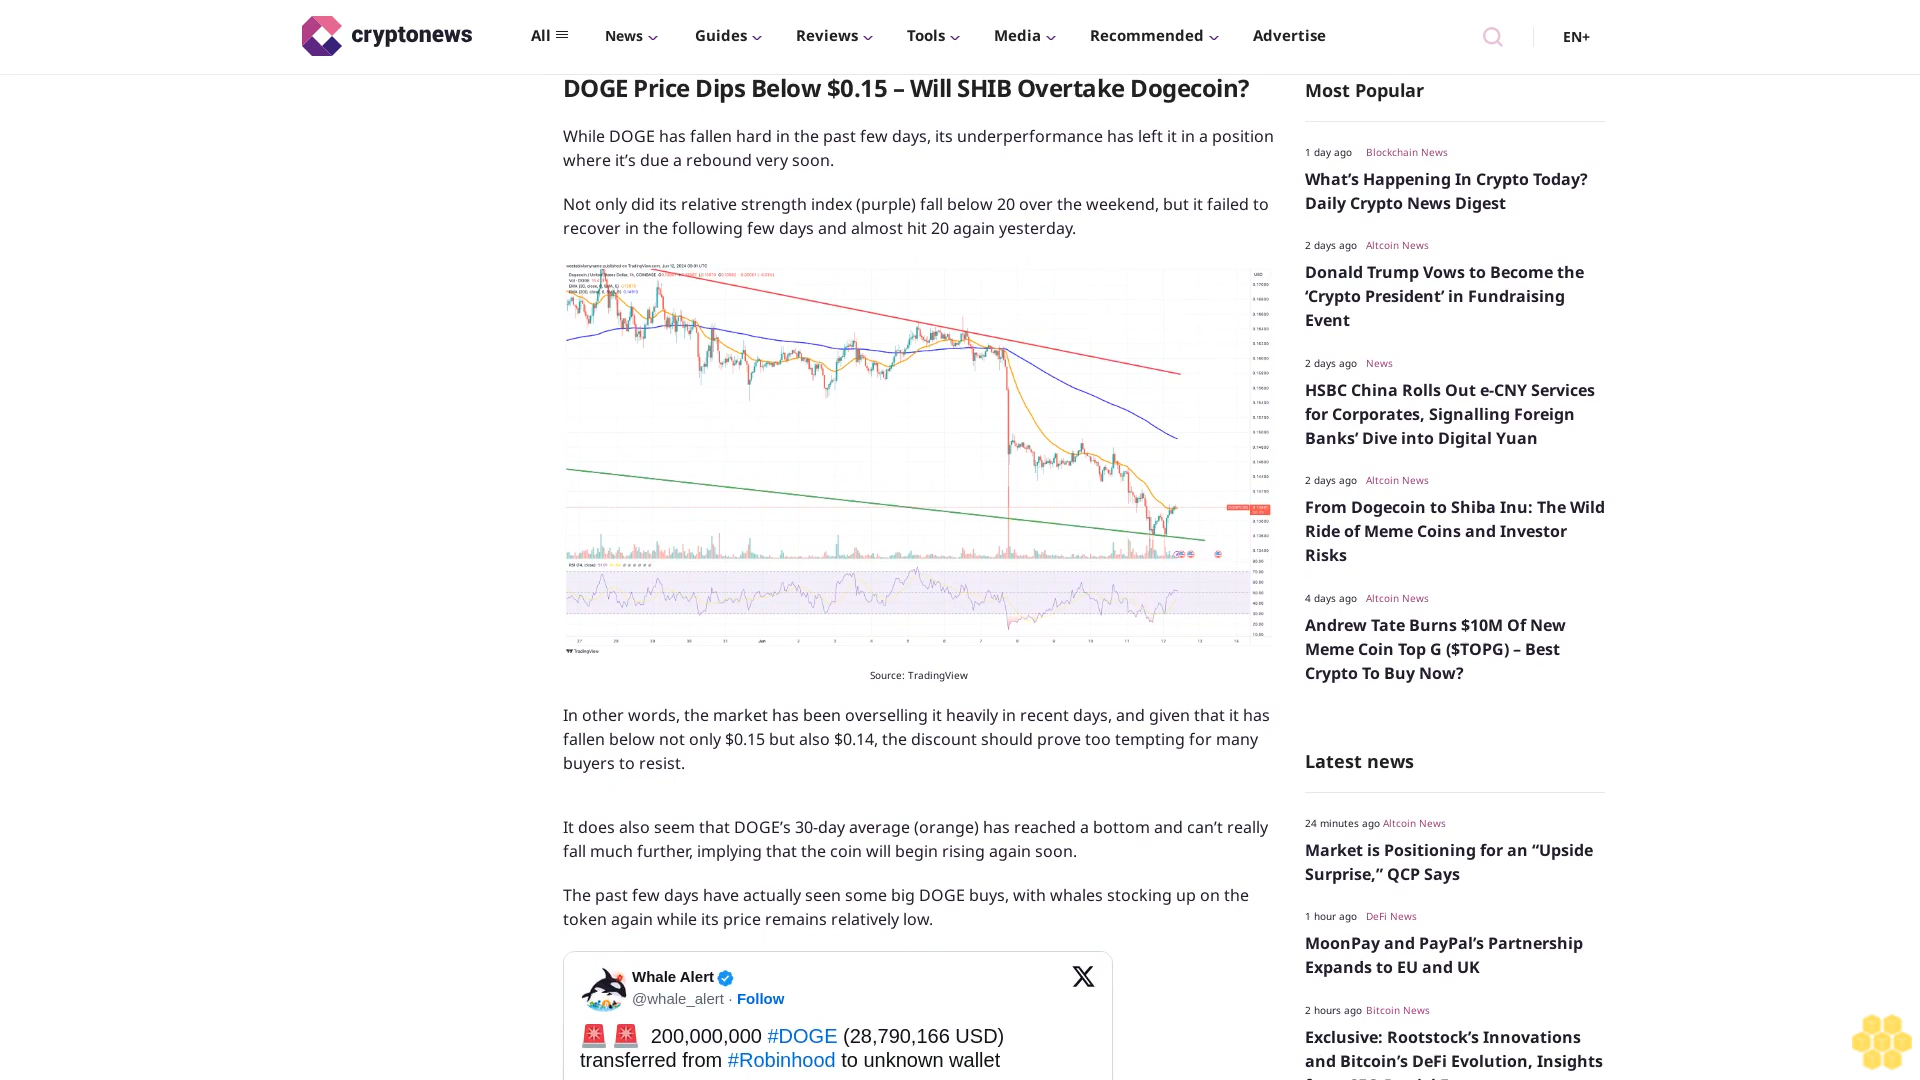 cryptonews
All
News
Guides
Reviews
Tools
Media
Recommended
Advertise
EN+
DOGE Price Dips Below $0.15 – Will SHIB Overtake Dogecoin?
While DOGE has fallen hard in the past few days, its underperformance has left it in a position
where it’s due a rebound very soon.
Not only did its relative strength index (purple) fall below 20 over the weekend, but it failed to
recover in the following few days and almost hit 20 again yesterday.
TradingView
Source: TradingView
In other words, the market has been overselling it heavily in recent days, and given that it has
fallen below not only $0.15 but also $0.14, the discount should prove too tempting for many
buyers to resist.
It does also seem that DOGE’s 30-day average (orange) has reached a bottom and can’t really
fall much further, implying that the coin will begin rising again soon.
The past few days have actually seen some big DOGE buys, with whales stocking up on the
token again while its price remains relatively low.
Whale Alert
@whale_alert · Follow
200,000,000 #DOGE (28,790,166 USD)
transferred from #Robinhood to unknown wallet
Most Popular
1 day ago Blockchain News
What’s Happening In Crypto Today?
Daily Crypto News Digest
2 days ago Altcoin News
Donald Trump Vows to Become the
‘Crypto President’ in Fundraising
Event
2 days ago News
HSBC China Rolls Out e-CNY Services
for Corporates, Signalling Foreign
Banks’ Dive into Digital Yuan
2 days ago Altcoin News
From Dogecoin to Shiba Inu: The Wild
Ride of Meme Coins and Investor
Risks
4 days ago Altcoin News
Andrew Tate Burns $10M Of New
Meme Coin Top G ($TOPG) – Best
Crypto To Buy Now?
Latest news
24 minutes ago Altcoin News
Market is Positioning for an “Upside
Surprise,” QCP Says
1 hour ago DeFi News
MoonPay and PayPal’s Partnership
Expands to EU and UK
2 hours ago Bitcoin News
Exclusive: Rootstock’s Innovations
and Bitcoin’s DeFi Evolution, Insights